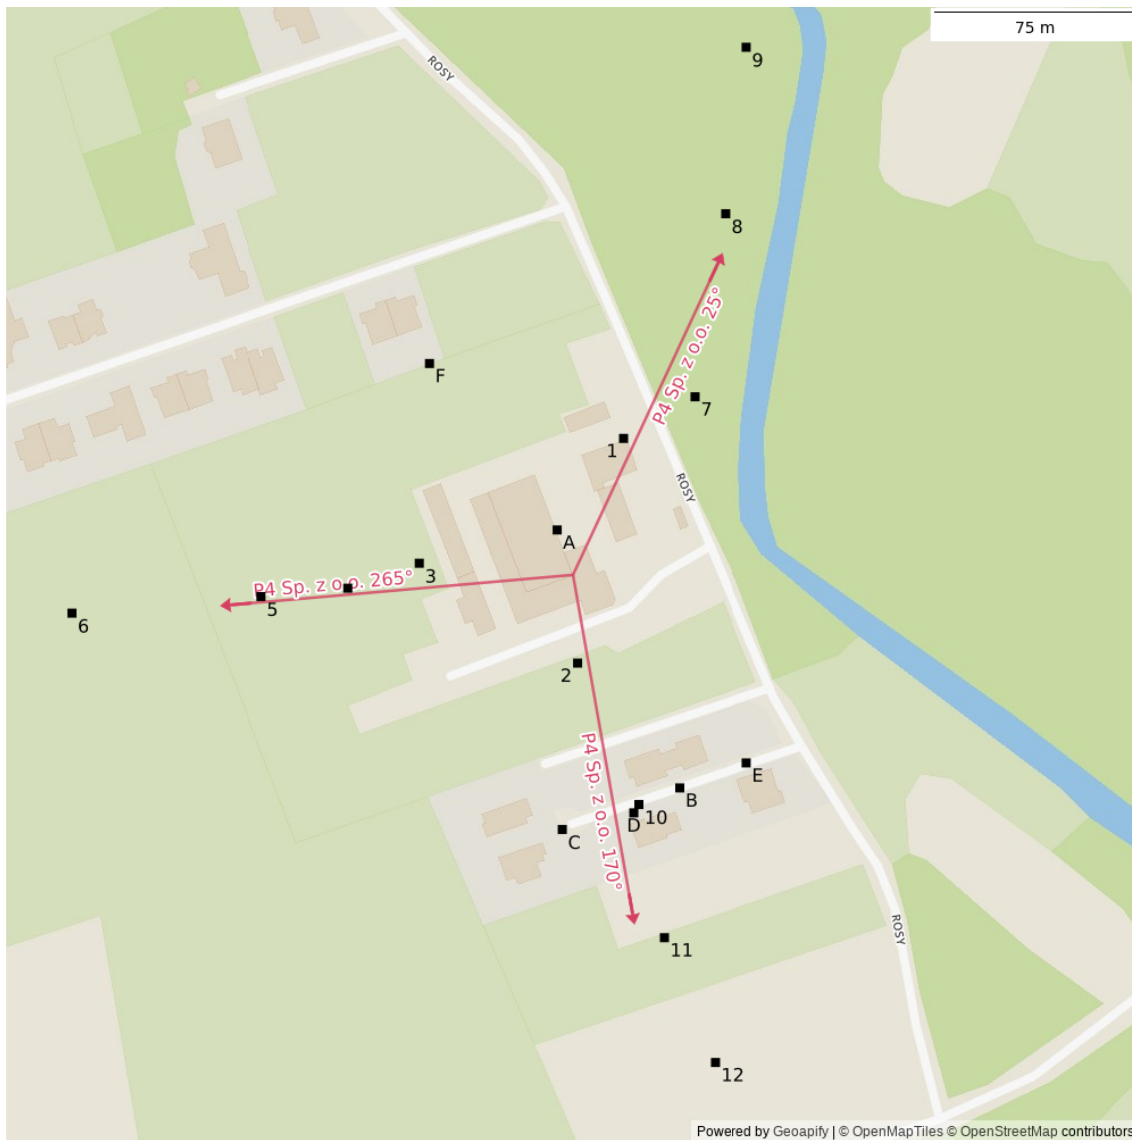 75 m
ROSY
9
8
P4 Sp. z o.o. 25°
F
7
1
ROSY
A
3
P4 Sp. z o.o. 265°
5
6
2
P4 Sp. z o.o. 170°
E
B
10
D
C
ROSY
11
12
Powered by Geoapify | © OpenMapTiles © OpenStreetMap contributors